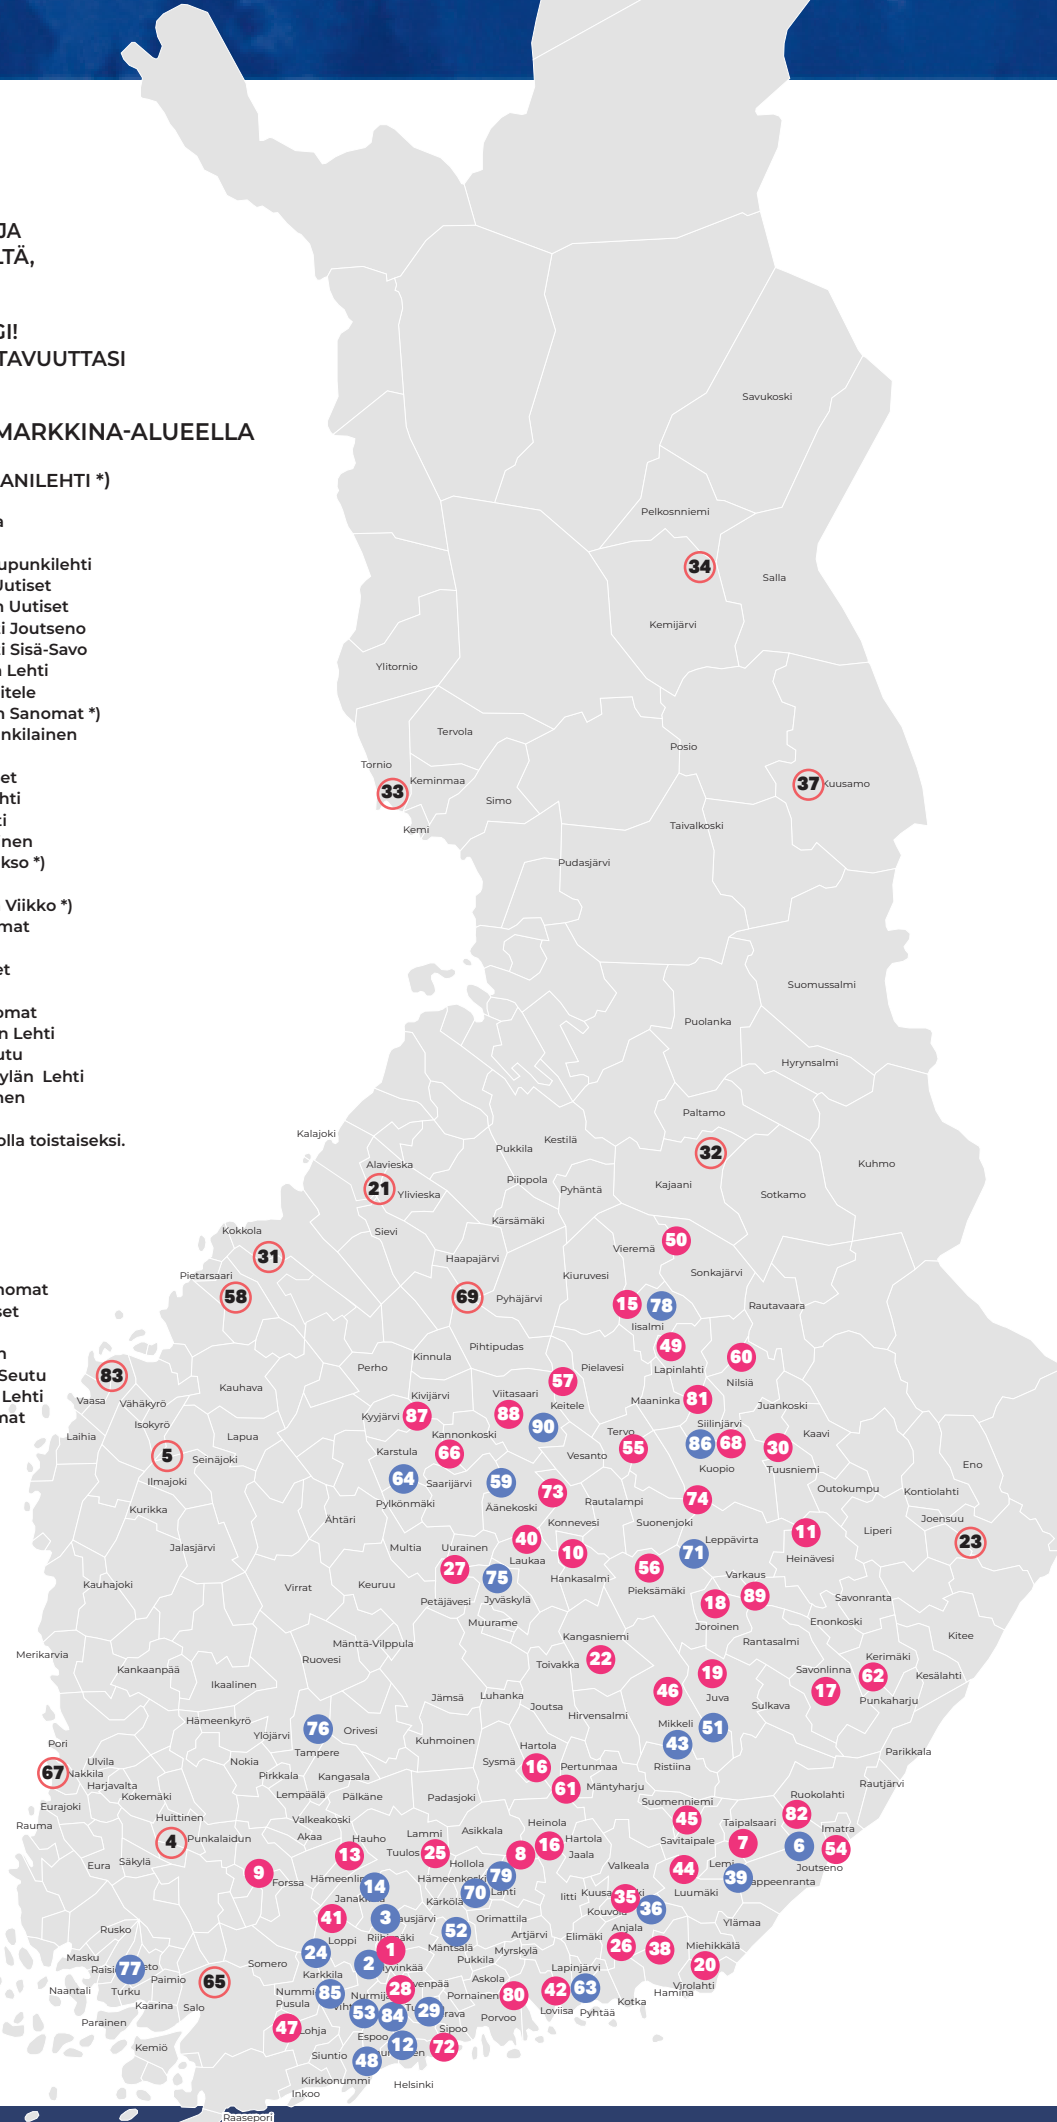 JA
LTÄ,
GI!
TAVUUTTASI
MARKKINA-ALUEELLA
ANILEHTI *)
a
upunkilehti
Uutiset
n Uutiset
i Joutseno
i Sisä-Savo
n Lehti
itele
n Sanomat *)
nkilainen
et
hti
ti
inen
kso *)
Viikko *)
mat
et
omat
n Lehti
utu
ylän Lehti
nen
olla toistaiseksi.
nomat
set
n
Seutu
Lehti
mat
Savukoski
Pelkosnniemi
34
Salla
Kemijärvi
Ylitornio
Tervola
Posio
Tornio
Keminmaa
33
37 Kuusamo
Simo
Kemi
Taivalkoski
Pudasjärvi
Suomussalmi
Puolanka
Hyrynsalmi
Paltamo
Kalajoki
Pukkila
Kestilä
32
Alavieska
Kuhmo
21 Ylivieska
Piippola
Pyhäntä
Kajaani
Sotkamo
Kärsämäki
Kokkola
Sievi
Vieremä
50
31
Haapajärvi
Pietarsaari
Kiuruvesi
Sonkajärvi
58
69
Pyhäjärvi
15
78
Rautavaara
Iisalmi
Pihtipudas
49
Kinnula
60
Perho
Pielavesi
Lapinlahti
83
57
Nilsiä
Kauhava
Kivijärvi
Viitasaari
Vaasa
Vähäkyrö
Keitele
Maaninka
81
Juankoski
Kyyjärvi
87
88
Isokyrö
90
Siilinjärvi
Laihia
Lapua
Kannonkoski
Tervo
Kaavi
5
Seinäjoki
Karstula
66
Vesanto
55
86
68
30
Ilmajoki
64
Saarijärvi
59
Kuopio
Tuusniemi
Eno
Kurikka
Pylkönmäki
Äänekoski
73
Rautalampi
74
Outokumpu
Kontiolahti
Ähtäri
Konnevesi
Suonenjoki
Joensuu
Jalasjärvi
Multia
Uurainen
40
Leppävirta
11
Liperi
23
Laukaa
10
71
Heinävesi
27
75
Hankasalmi
56
Varkaus
Kauhajoki
Virrat
Keuruu
Petäjävesi
Jyväskylä
Pieksämäki
89
Savonranta
18
Muurame
Joroinen
Enonkoski
Mänttä-Vilppula
Kangasniemi
Rantasalmi
Kitee
Merikarvia
Ruovesi
Toivakka
22
Kerimäki
Kankaanpää
19
Savonlinna
62
Kesälahti
Ikaalinen
46
17
Jämsä
Luhanka
Juva
Punkaharju
Joutsa
Sulkava
Hämeenkyrö
Hirvensalmi
Mikkeli
51
Ylöjärvi
76
Orivesi
Kuhmoinen
43
Pori
Tampere
Hartola
Parikkala
Ulvila
Nokia
Sysmä
16
Pertunmaa
Ristiina
67 Nakkila
Pirkkala
Kangasala
61
Mäntyharju
Rautjärvi
Harjavalta
Lempäälä
Pälkäne
Padasjoki
Suomenniemi
Ruokolahti
Eurajoki
Kokemäki
82
Rauma
Huittinen
Valkeakoski
Heinola
45
Taipalsaari
Imatra
4
Punkalaidun
Akaa
Hauho
Lammi
Asikkala
16
Hartola
Savitaipale
7
6
54
13
Tuulos
25
8
Jaala
Eura
Säkylä
Hollola
Valkeala
44
Lemi
Joutseno
9
Forssa
Hämeenlin
Hämeenkoski
79
39 appeenranta
14
70
Lahti
Iitti
35
Luumäki
Janakkala
Kärkölä
Kouvola
36
41
3 ausjärvi
Orimattila
Ylämaa
Rusko
Loppi
52
Artjärvi
Elimäki
Anjala
1
Mäntsälä
Myrskylä
26
38
Miehikkälä
Masku
24
2
Pukkila
Raisi
77
Somero
Lapinjärvi
20
Karkkila
Naantali
Paimio
65
Askola
42
63
Virolahti
Turku
Nummi
85
28
Pornainen
80
Hamina
Kaarina
Salo
Pusula
53
84
29
Loviisa
Pyhtää
Kotka
Porvoo
Parainen
47 Lohja
Espoo
Sipoo
Kemiö
12
72
Siuntio
48
Kirkkonummi
Helsinki
Inkoo
Raasepori